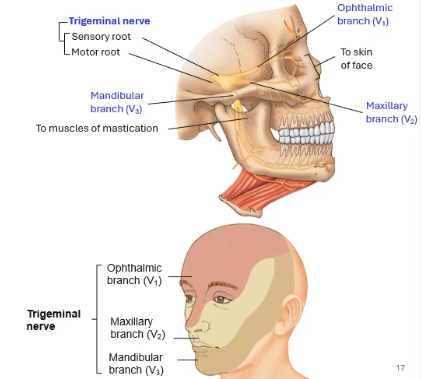 Trigeminal nerve
Sensory root
Motor root
Ophthalmic
branch (V₁)
To skin
of face
Mandibular
branch (V₃)
Maxillary
branch (V₂)
To muscles of mastication
Ophthalmic
branch (V₁)
Trigeminal
nerve
Maxillary
branch (V₂)
Mandibular
branch (V₃)
17